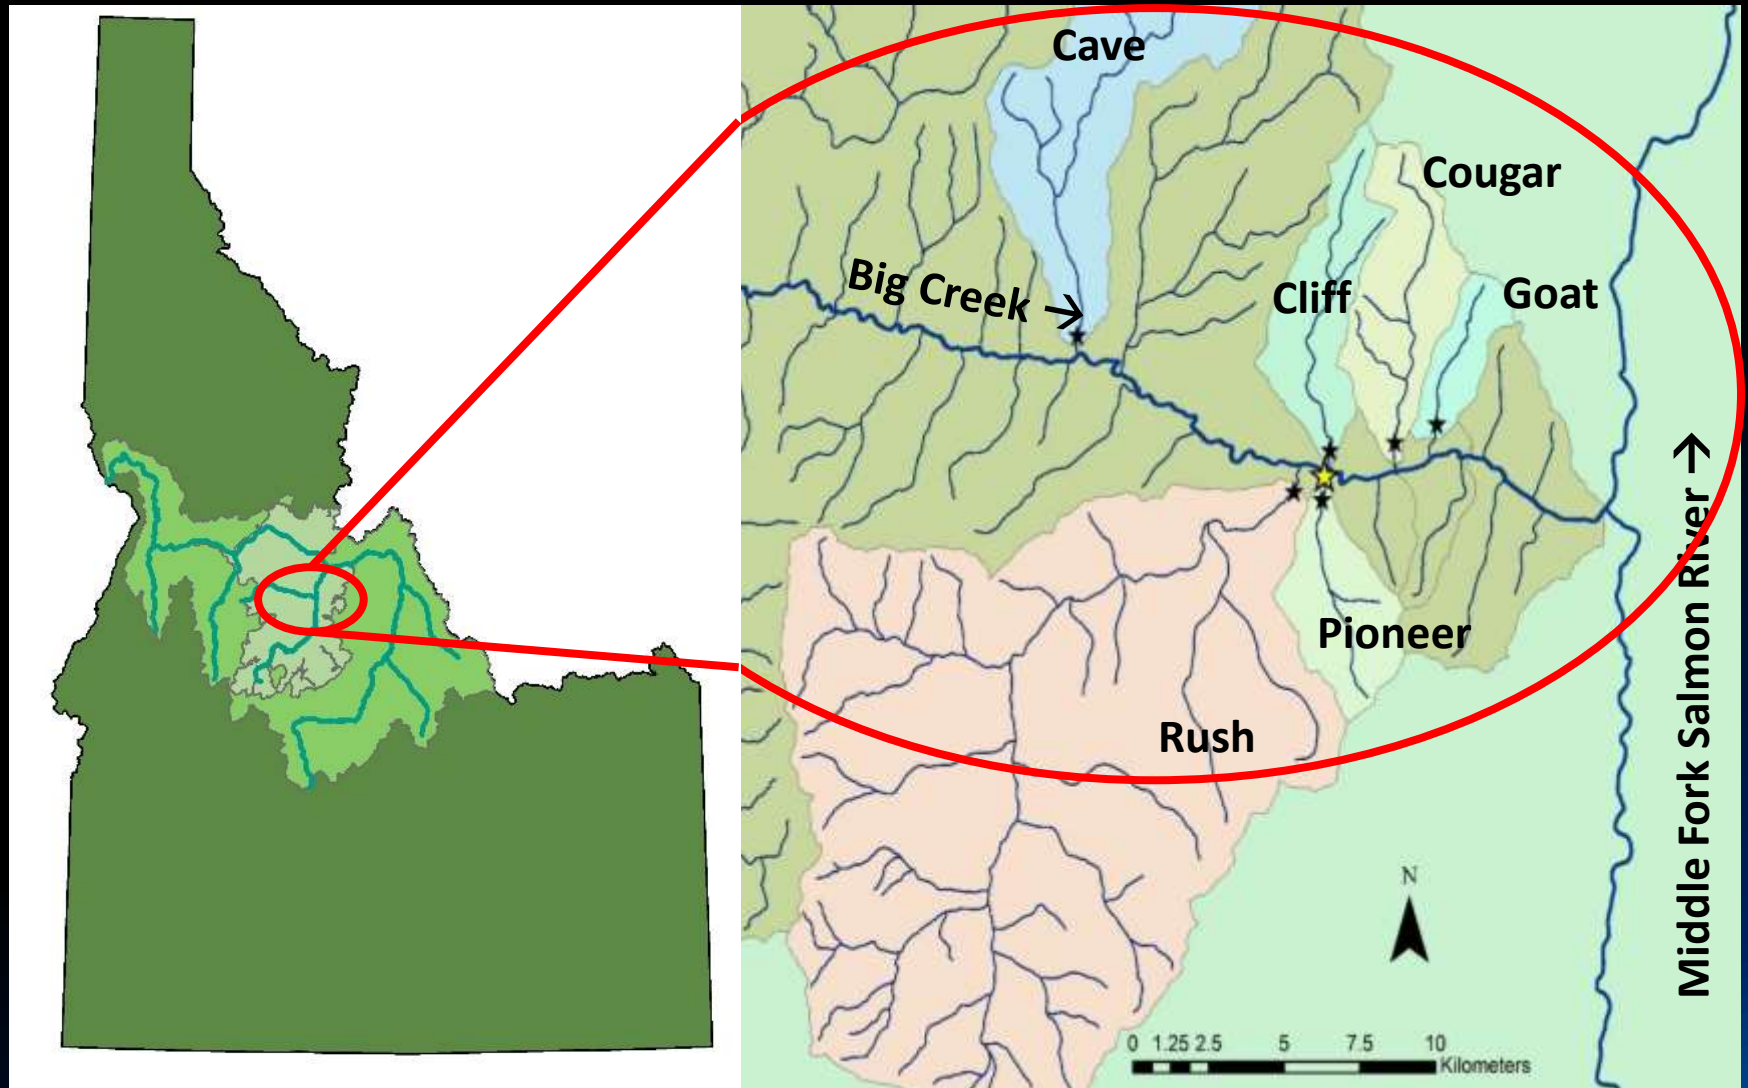 Cave
Cougar
Big Creek →
Cliff
Goat
Pioneer
Rush
Middle Fork Salmon River →
N
0 1.25 2.5 5 7.5 10
Kilometers